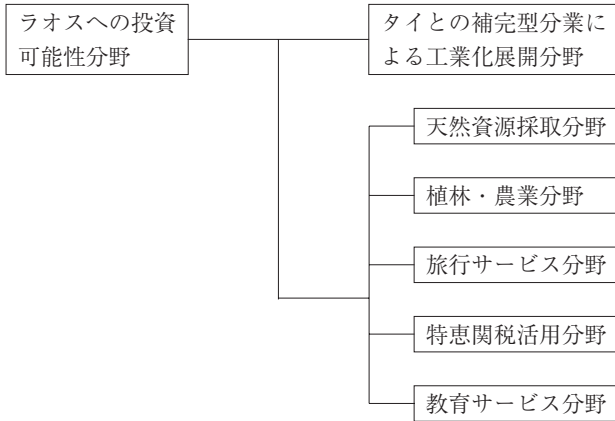 ラオスへの投資
可能性分野
タイとの補完型分業に
よる工業化展開分野
天然資源採取分野
植林・農業分野
旅行サービス分野
特恵関税活用分野
教育サービス分野